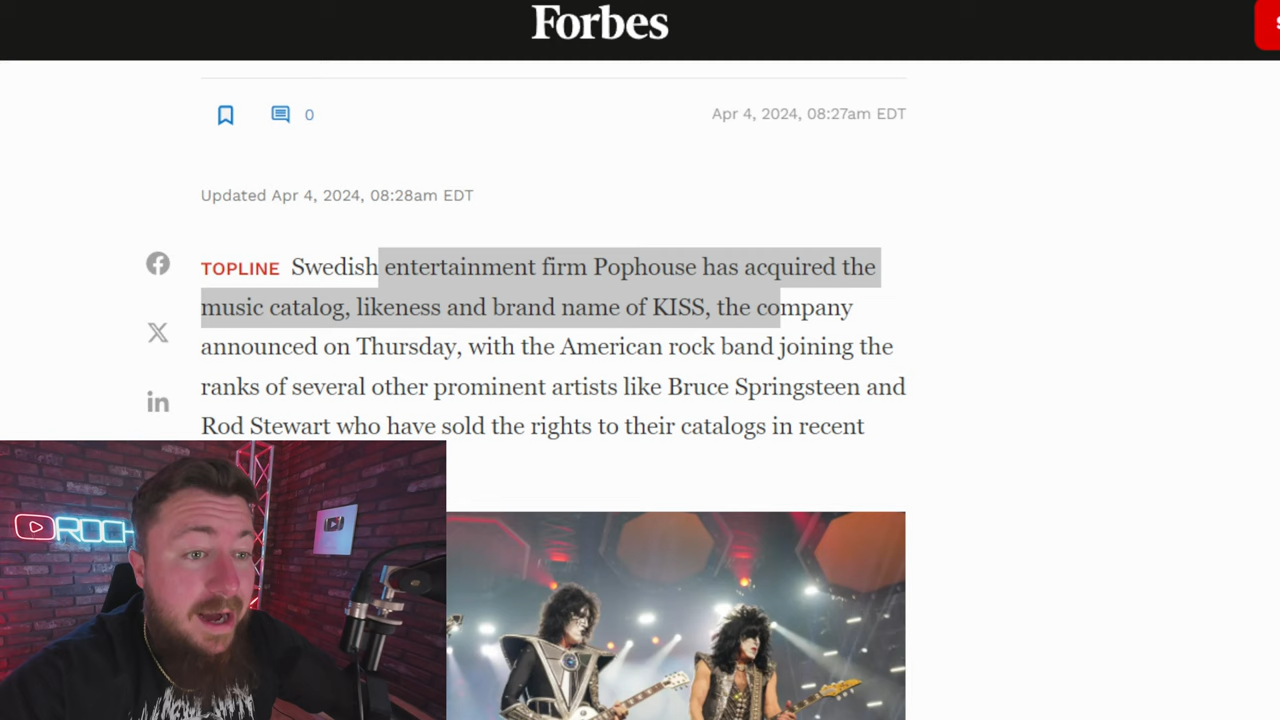 Forbes
0
Apr 4, 2024, 08:27am EDT
Updated Apr 4, 2024, 08:28am EDT
TOPLINE Swedish entertainment firm Pophouse has acquired the
music catalog, likeness and brand name of KISS, the company
announced on Thursday, with the American rock band joining the
ranks of several other prominent artists like Bruce Springsteen and
Rod Stewart who have sold the rights to their catalogs in recent
ROCH